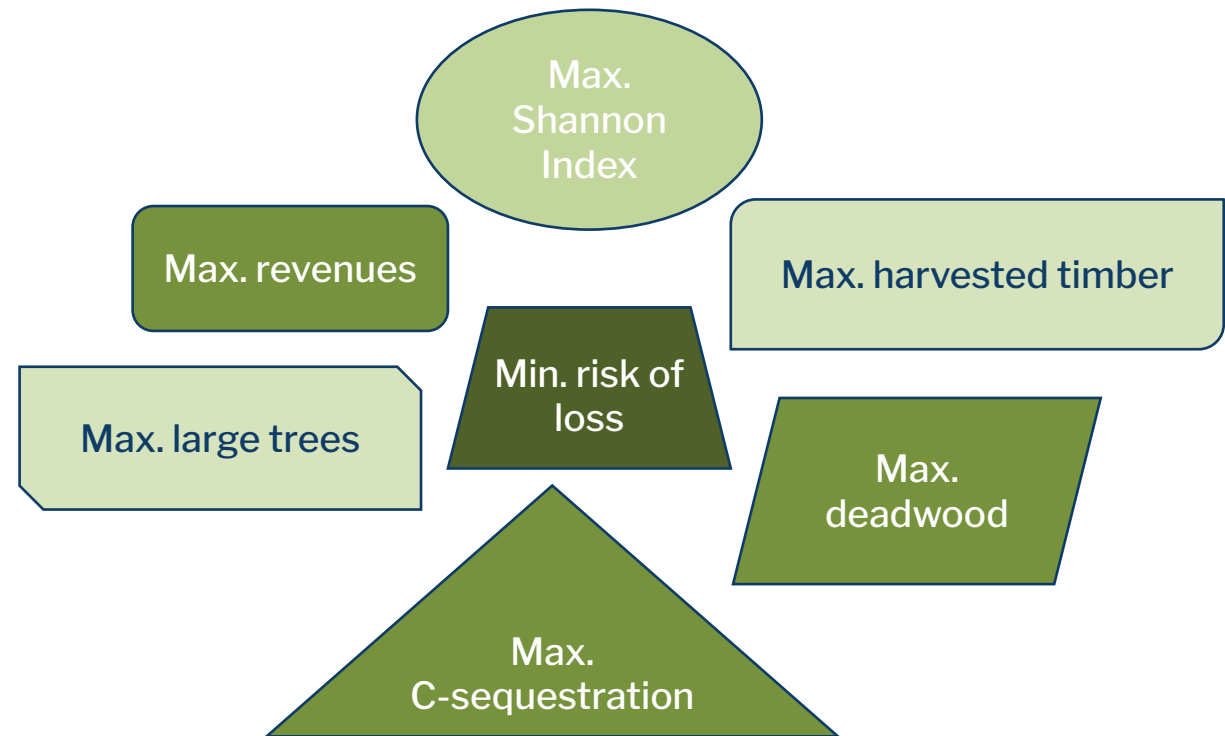 Max.
Shannon
Index
Max. revenues
Max. harvested timber
Min. risk of
loss
Max. large trees
Max.
deadwood
Max.
C-sequestration